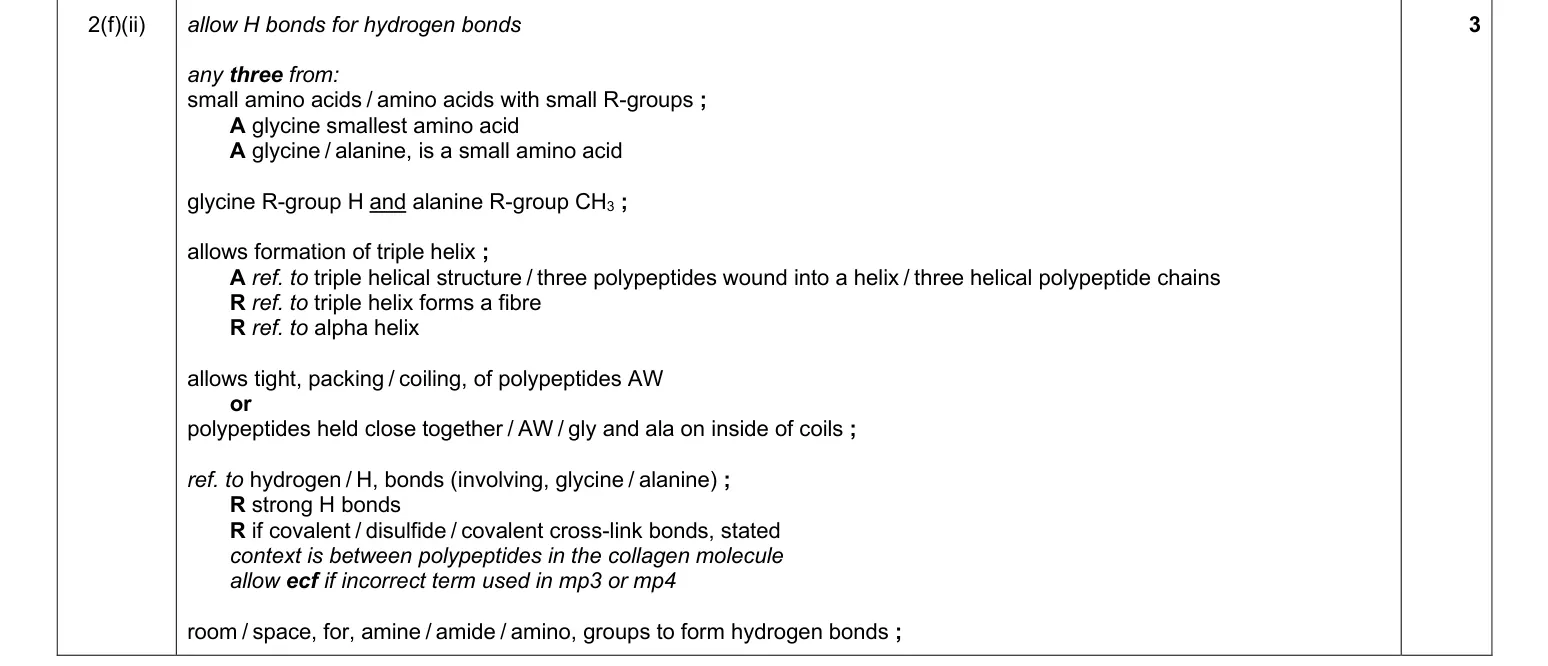 2(f)(ii) allow H bonds for hydrogen bonds 3
any three from:
small amino acids / amino acids with small R-groups ;
A glycine smallest amino acid
A glycine / alanine, is a small amino acid
glycine R-group H and alanine R-group CH₃ ;
allows formation of triple helix ;
A ref. to triple helical structure / three polypeptides wound into a helix / three helical polypeptide chains
R ref. to triple helix forms a fibre
R ref. to alpha helix
allows tight, packing / coiling, of polypeptides AW
or
polypeptides held close together / AW / gly and ala on inside of coils ;
ref. to hydrogen / H, bonds (involving, glycine / alanine) ;
R strong H bonds
R if covalent / disulfide / covalent cross-link bonds, stated
context is between polypeptides in the collagen molecule
allow ecf if incorrect term used in mp3 or mp4
room / space, for, amine / amide / amino, groups to form hydrogen bonds ;